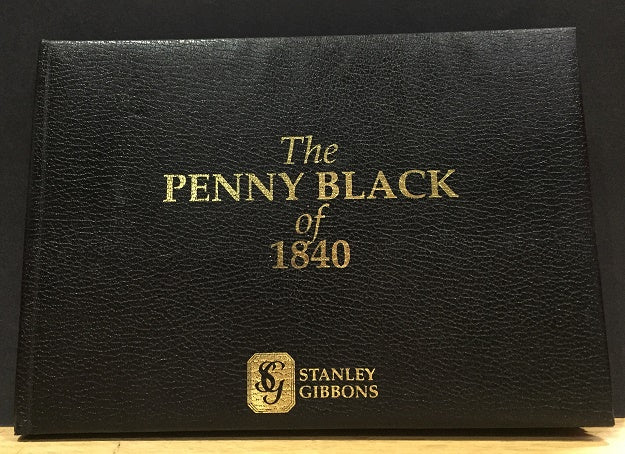 The
PENNY BLACK
of
1840
SG STANLEY
GIBBONS